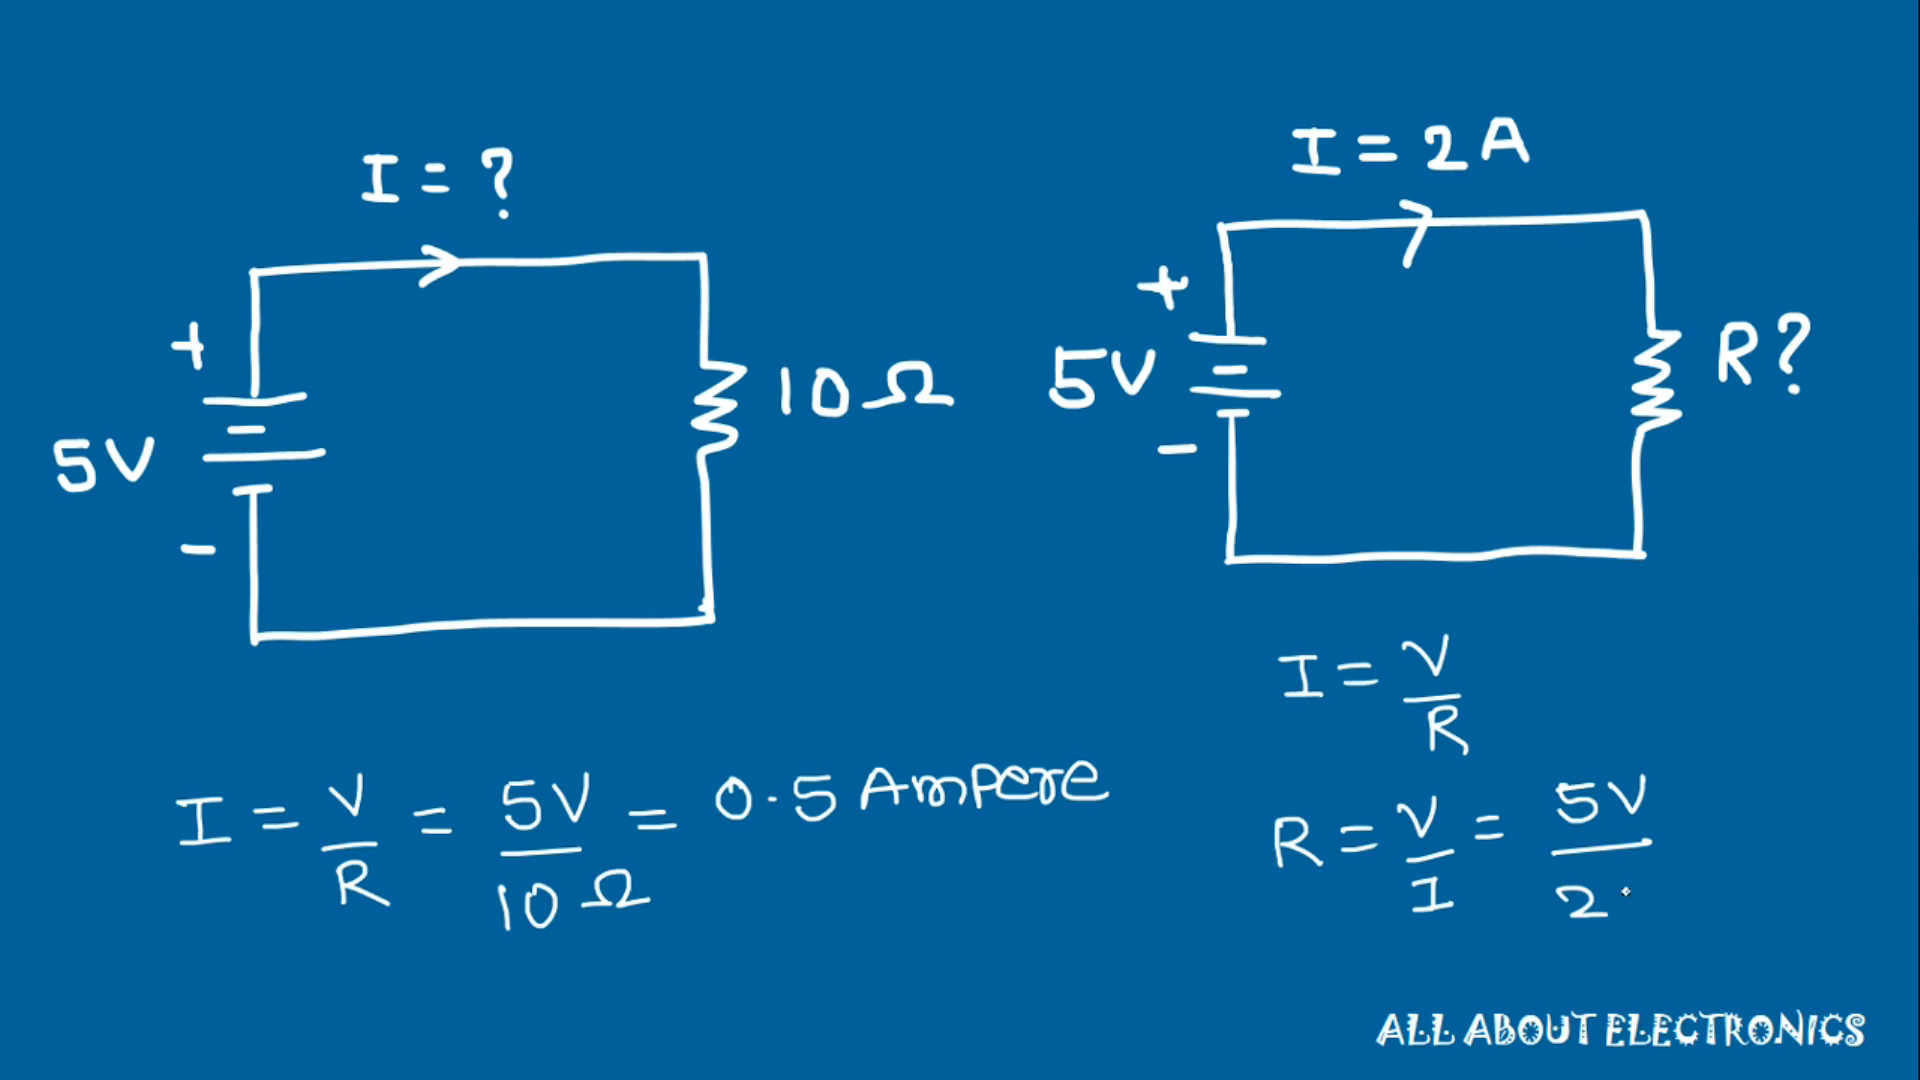 I = ?
+
5V
-
10Ω
I = 2A
+
5V
-
R?
I = V/R = 5V/10Ω = 0.5 Ampere
I = V/R
R = V/I = 5V/2
ALL ABOUT ELECTRONICS